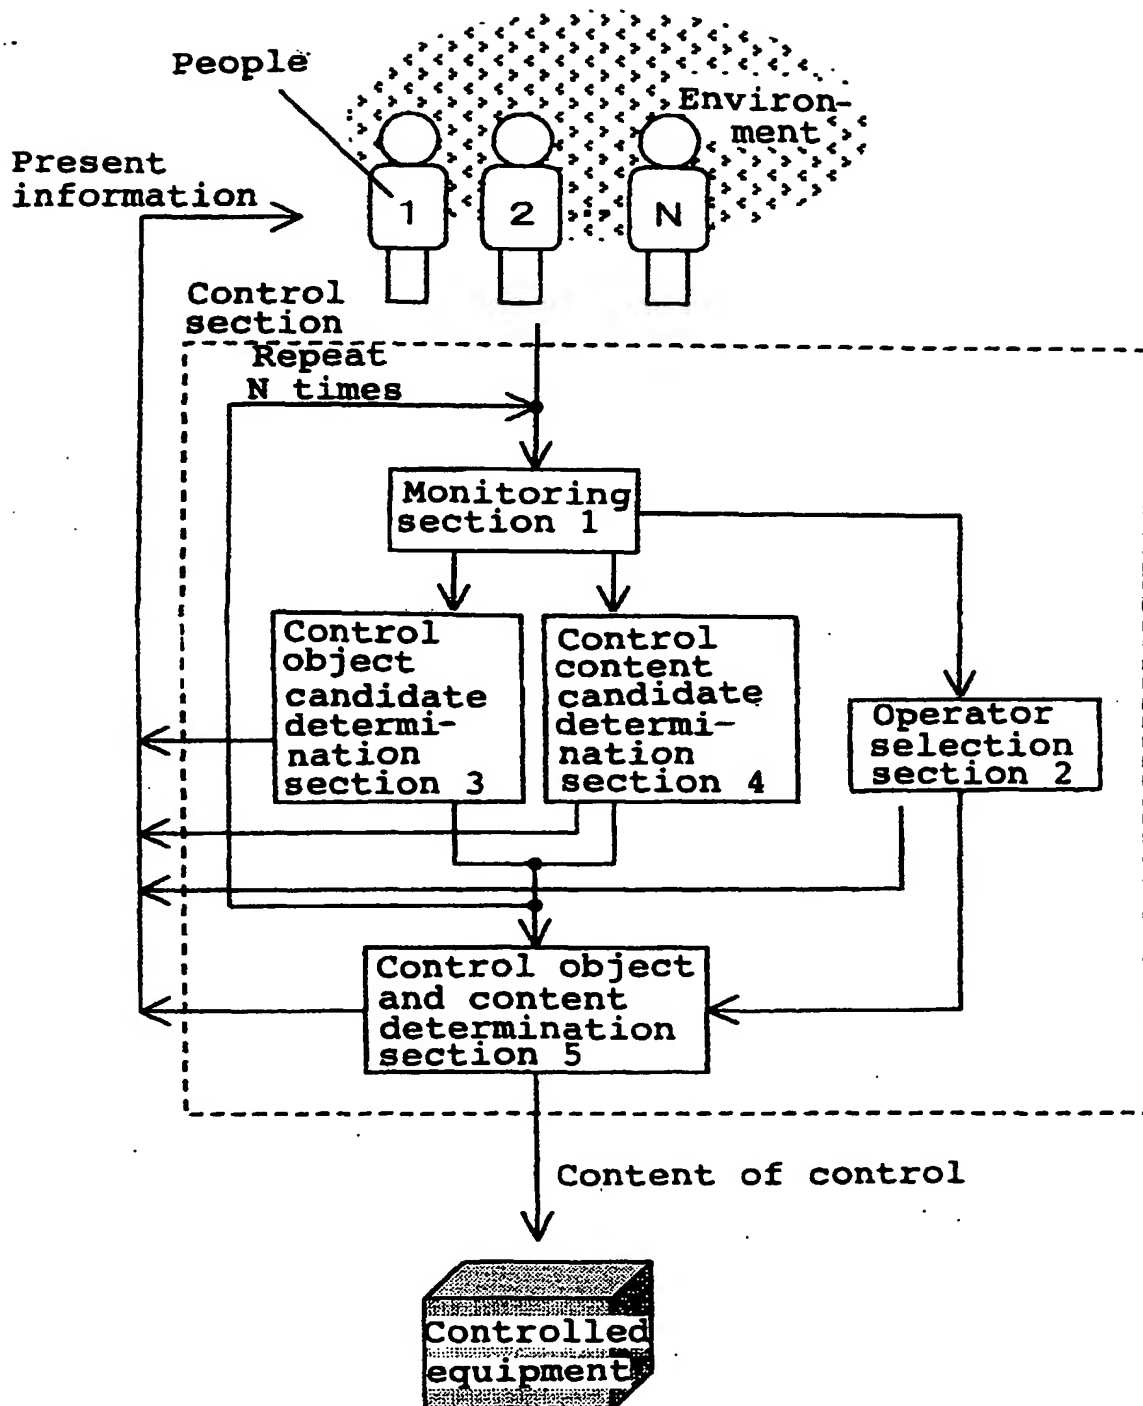 People
Environ-
ment
Present
information
1
2
N
Control
section
Repeat
N times
Monitoring
section 1
Control
object
candidate
determi-
nation
section 3
Control
content
candidate
determi-
nation
section 4
Operator
selection
section 2
Control object
and content
determination
section 5
Content of control
Controlled
equipment